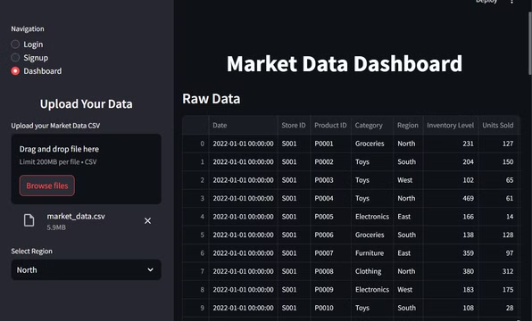 Deploy
Navigation
Login
Signup
Dashboard
Upload Your Data
Upload your Market Data CSV
Drag and drop file here
Limit 200MB per file • CSV
Browse files
market_data.csv
5.9MB
Select Region
North
Market Data Dashboard
Raw Data
Date Store ID Product ID Category Region Inventory Level Units Sold
0 2022-01-01 00:00:00 S001 P0001 Groceries North 231 127
1 2022-01-01 00:00:00 S001 P0002 Toys South 204 150
2 2022-01-01 00:00:00 S001 P0003 Toys West 102 65
3 2022-01-01 00:00:00 S001 P0004 Toys North 469 61
4 2022-01-01 00:00:00 S001 P0005 Electronics East 166 14
5 2022-01-01 00:00:00 S001 P0006 Groceries South 138 128
6 2022-01-01 00:00:00 S001 P0007 Furniture East 359 97
7 2022-01-01 00:00:00 S001 P0008 Clothing North 380 312
8 2022-01-01 00:00:00 S001 P0009 Electronics West 183 175
9 2022-01-01 00:00:00 S001 P0010 Toys South 108 28